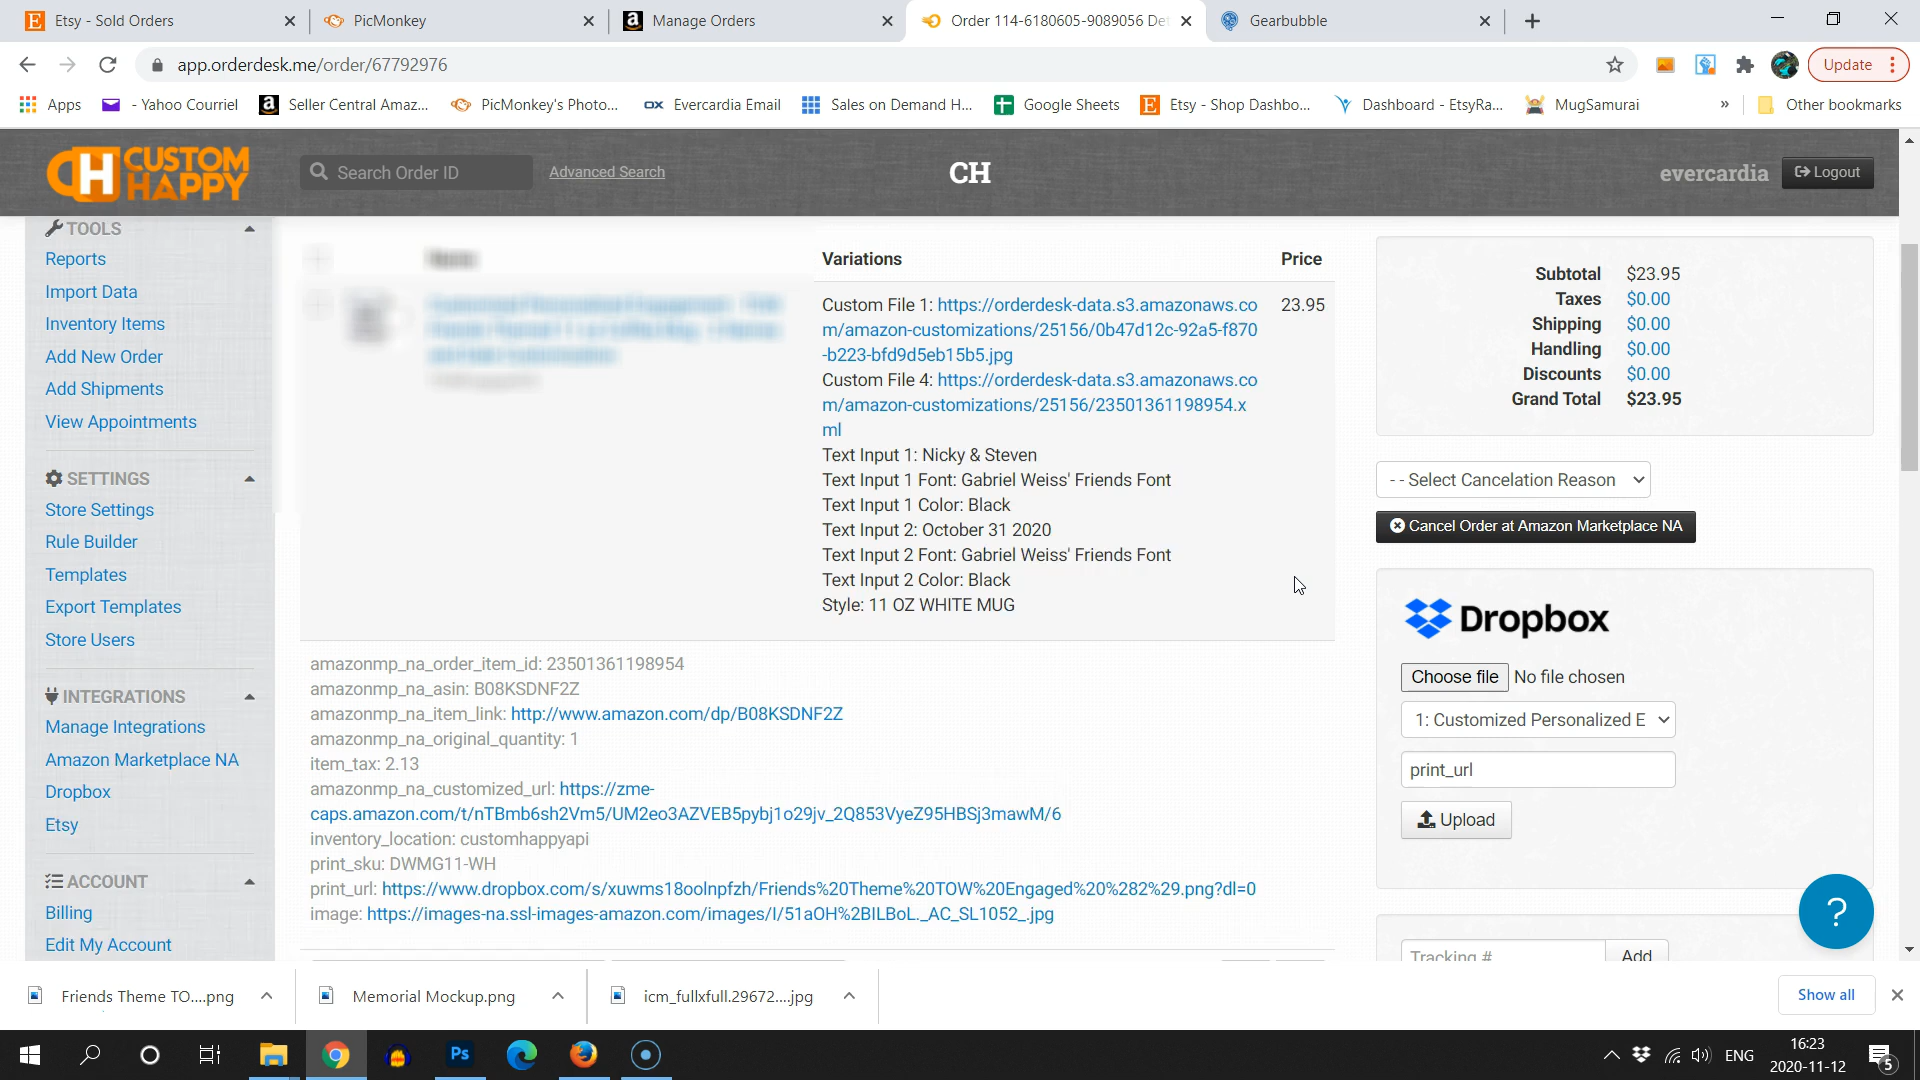 Etsy - Sold Orders
PicMonkey
Manage Orders
Order 114-6180605-9089056 Det
Gearbubble
app.orderdesk.me/order/67792976
Update
Apps
- Yahoo Courriel
Seller Central Amaz...
PicMonkey's Photo...
OX Evercardia Email
Sales on Demand H...
Google Sheets
Etsy - Shop Dashbo...
Dashboard - EtsyRa...
MugSamurai
»
Other bookmarks
CH CUSTOM HAPPY
Search Order ID
Advanced Search
CH
evercardia
Logout
TOOLS
Reports
Import Data
Inventory Items
Add New Order
Add Shipments
View Appointments
SETTINGS
Store Settings
Rule Builder
Templates
Export Templates
Store Users
INTEGRATIONS
Manage Integrations
Amazon Marketplace NA
Dropbox
Etsy
ACCOUNT
Billing
Edit My Account
Variations
Price
Custom File 1: https://orderdesk-data.s3.amazonaws.co
m/amazon-customizations/25156/0b47d12c-92a5-f870
-b223-bfd9d5eb15b5.jpg
23.95
Custom File 4: https://orderdesk-data.s3.amazonaws.co
m/amazon-customizations/25156/23501361198954.x
ml
Text Input 1: Nicky & Steven
Text Input 1 Font: Gabriel Weiss' Friends Font
Text Input 1 Color: Black
Text Input 2: October 31 2020
Text Input 2 Font: Gabriel Weiss' Friends Font
Text Input 2 Color: Black
Style: 11 OZ WHITE MUG
amazonmp_na_order_item_id: 23501361198954
amazonmp_na_asin: B08KSDNF2Z
amazonmp_na_item_link: http://www.amazon.com/dp/B08KSDNF2Z
amazonmp_na_original_quantity: 1
item_tax: 2.13
amazonmp_na_customized_url: https://zme-
caps.amazon.com/t/nTBmb6sh2Vm5/UM2eo3AZVEB5pybj1o29jv_2Q853VyeZ95HBSj3mawM/6
inventory_location: customhappyapi
print_sku: DWMG11-WH
print_url: https://www.dropbox.com/s/xuwms18oolnpfzh/Friends%20Theme%20TOW%20Engaged%20%282%29.png?dl=0
image: https://images-na.ssl-images-amazon.com/images/I/51aOH%2BILBoL._AC_SL1052_.jpg
Subtotal $23.95
Taxes $0.00
Shipping $0.00
Handling $0.00
Discounts $0.00
Grand Total $23.95
- - Select Cancelation Reason
Cancel Order at Amazon Marketplace NA
Dropbox
Choose file No file chosen
1: Customized Personalized E
print_url
Upload
?
Tracking #
Add
Friends Theme TO....png
Memorial Mockup.png
icm_fullxfull.29672....jpg
Show all
Ps
ENG
16:23
2020-11-12
5